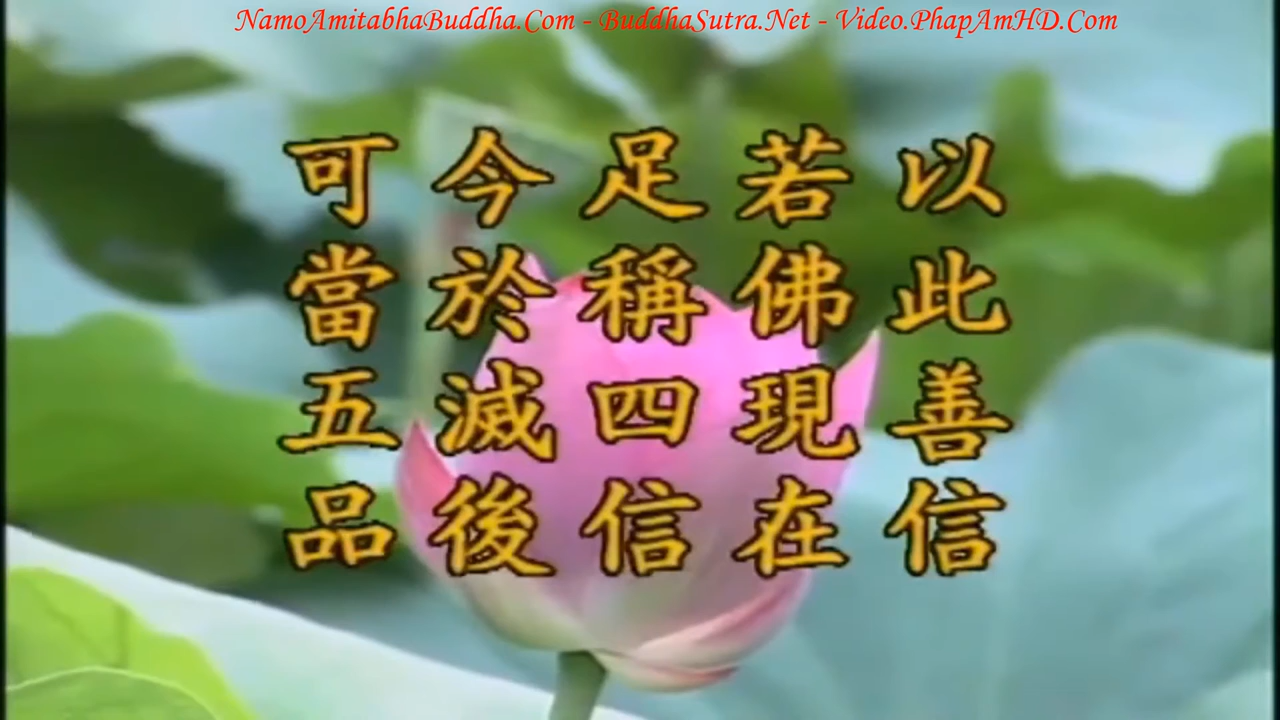 NamoAmitabhaBuddha.Com - BuddhaSutra.Net - Video.PhapAmHD.Com
以此善信
若佛現在
足稱四信
今於滅後
可當五品